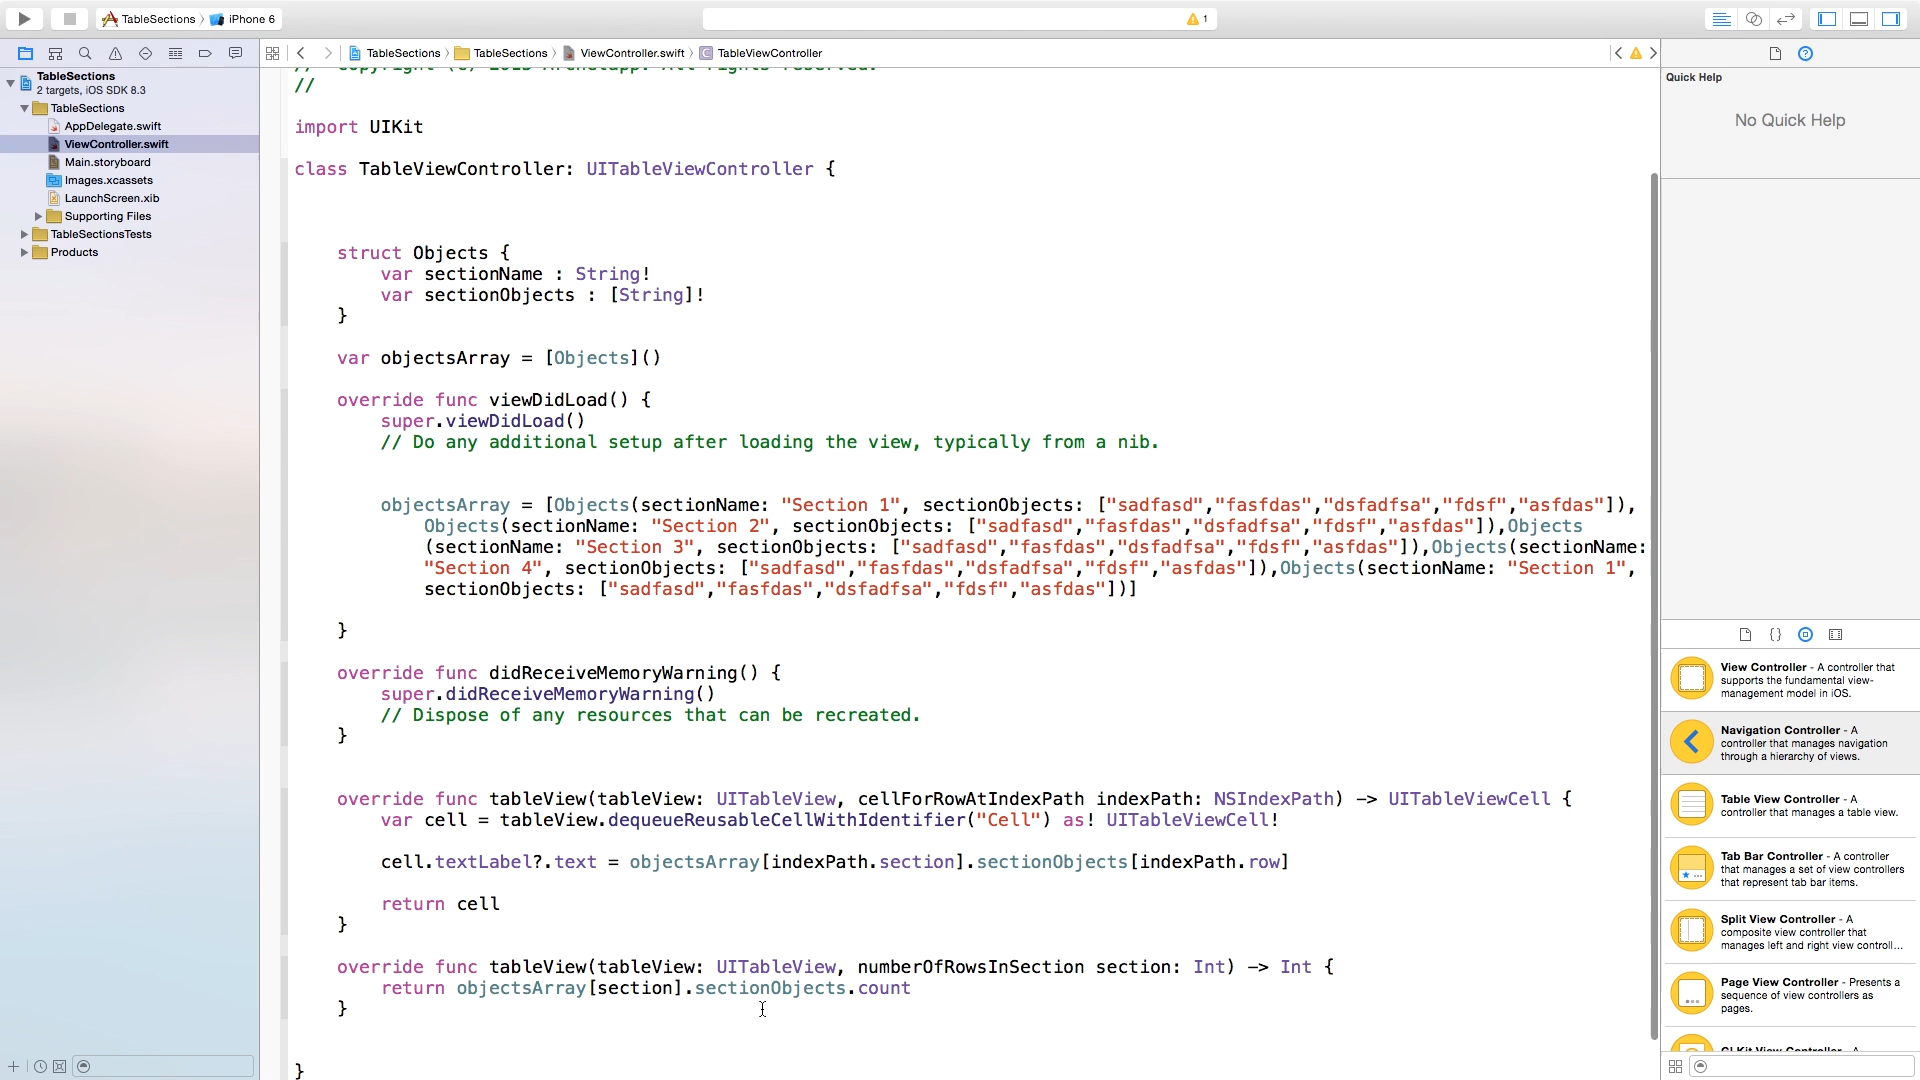 TableSections
iPhone 6
1
TableSections
TableSections
ViewController.swift
TableViewController
TableSections
2 targets, iOS SDK 8.3
TableSections
AppDelegate.swift
ViewController.swift
Main.storyboard
Images.xcassets
LaunchScreen.xib
Supporting Files
TableSectionsTests
Products
//
import UIKit
class TableViewController: UITableViewController {
struct Objects {
var sectionName : String!
var sectionObjects : [String]!
}
var objectsArray = [Objects]()
override func viewDidLoad() {
super.viewDidLoad()
// Do any additional setup after loading the view, typically from a nib.
objectsArray = [Objects(sectionName: "Section 1", sectionObjects: ["sadfasd","fasfdas","dsfadfsa","fdsf","asfdas"]),
Objects(sectionName: "Section 2", sectionObjects: ["sadfasd","fasfdas","dsfadfsa","fdsf","asfdas"]),Objects
(sectionName: "Section 3", sectionObjects: ["sadfasd","fasfdas","dsfadfsa","fdsf","asfdas"]),Objects(sectionName:
"Section 4", sectionObjects: ["sadfasd","fasfdas","dsfadfsa","fdsf","asfdas"]),Objects(sectionName: "Section 1",
sectionObjects: ["sadfasd","fasfdas","dsfadfsa","fdsf","asfdas"])]
}
override func didReceiveMemoryWarning() {
super.didReceiveMemoryWarning()
// Dispose of any resources that can be recreated.
}
override func tableView(tableView: UITableView, cellForRowAtIndexPath indexPath: NSIndexPath) -> UITableViewCell {
var cell = tableView.dequeueReusableCellWithIdentifier("Cell") as! UITableViewCell!
cell.textLabel?.text = objectsArray[indexPath.section].sectionObjects[indexPath.row]
return cell
}
override func tableView(tableView: UITableView, numberOfRowsInSection section: Int) -> Int {
return objectsArray[section].sectionObjects.count
}
}
Quick Help
No Quick Help
View Controller - A controller that
supports the fundamental view-
management model in iOS.
Navigation Controller - A
controller that manages navigation
through a hierarchy of views.
Table View Controller - A
controller that manages a table view.
Tab Bar Controller - A controller
that manages a set of view controllers
that represent tab bar items.
Split View Controller - A
composite view controller that
manages left and right view controll...
Page View Controller - Presents a
sequence of view controllers as
pages.